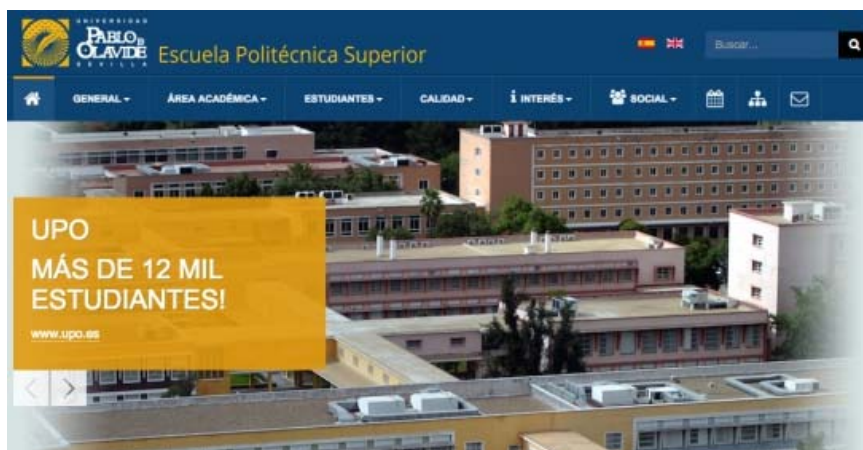 UNIVERSIDAD
PABLO DE
OLAVIDE
SEVILLA
Escuela Politécnica Superior
Buscar...
GENERAL
ÁREA ACADÉMICA
ESTUDIANTES
CALIDAD
i INTERÉS
SOCIAL
UPO
MÁS DE 12 MIL
ESTUDIANTES!
www.upo.es